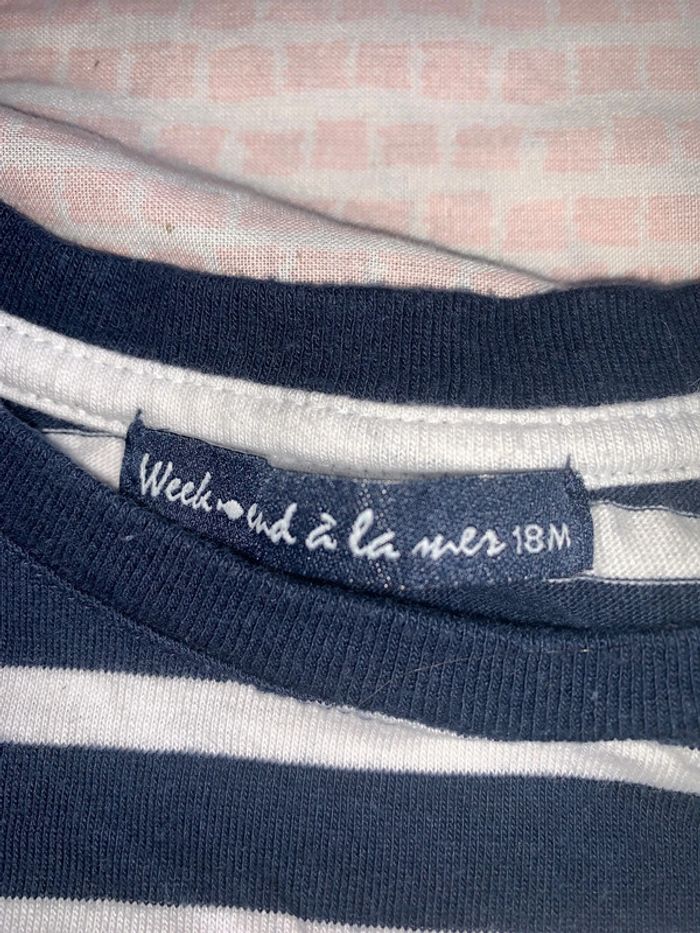 Week-end à la mer 18M